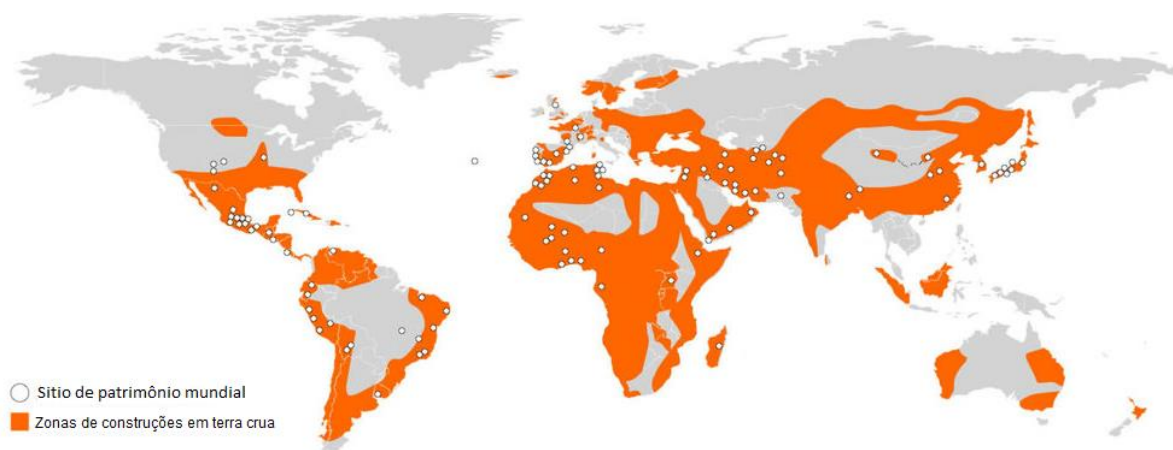 Sitio de patrimônio mundial
Zonas de construções em terra crua